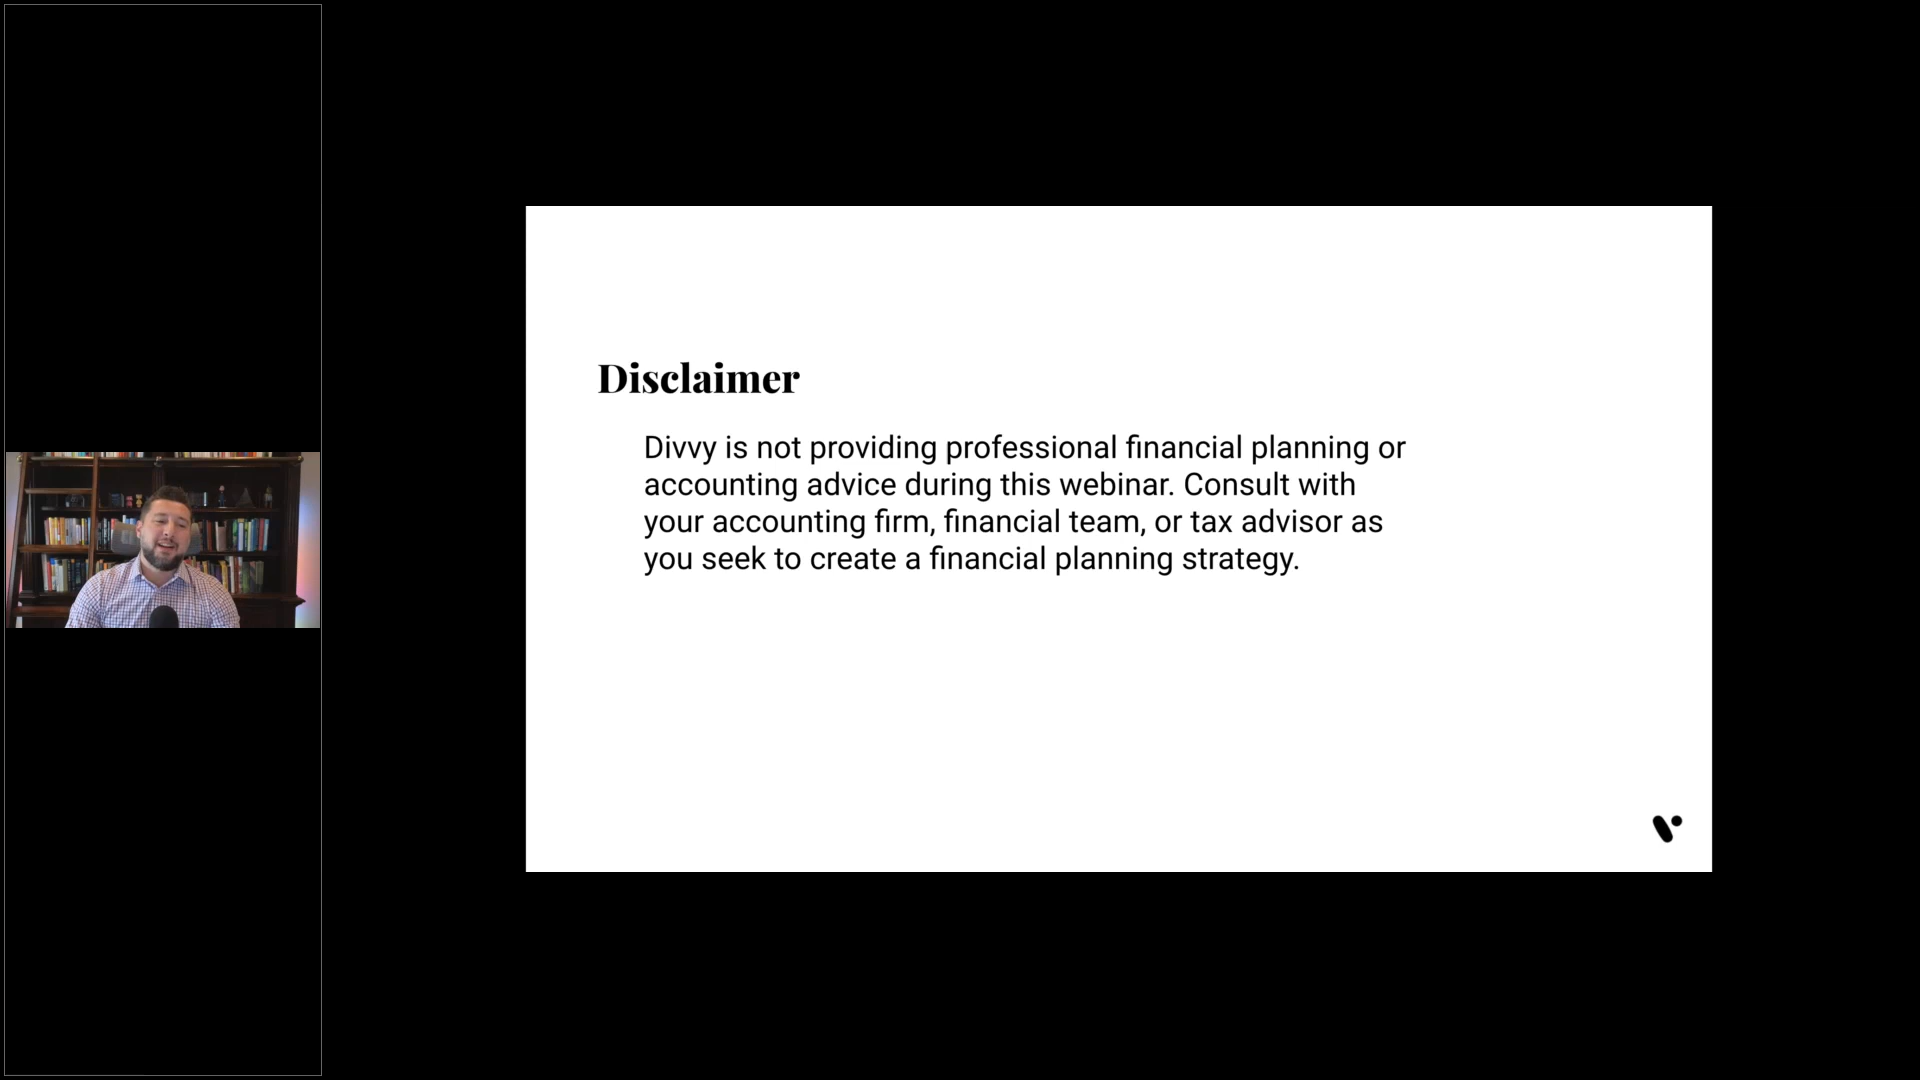 Disclaimer
Divvy is not providing professional financial planning or
accounting advice during this webinar. Consult with
your accounting firm, financial team, or tax advisor as
you seek to create a financial planning strategy.